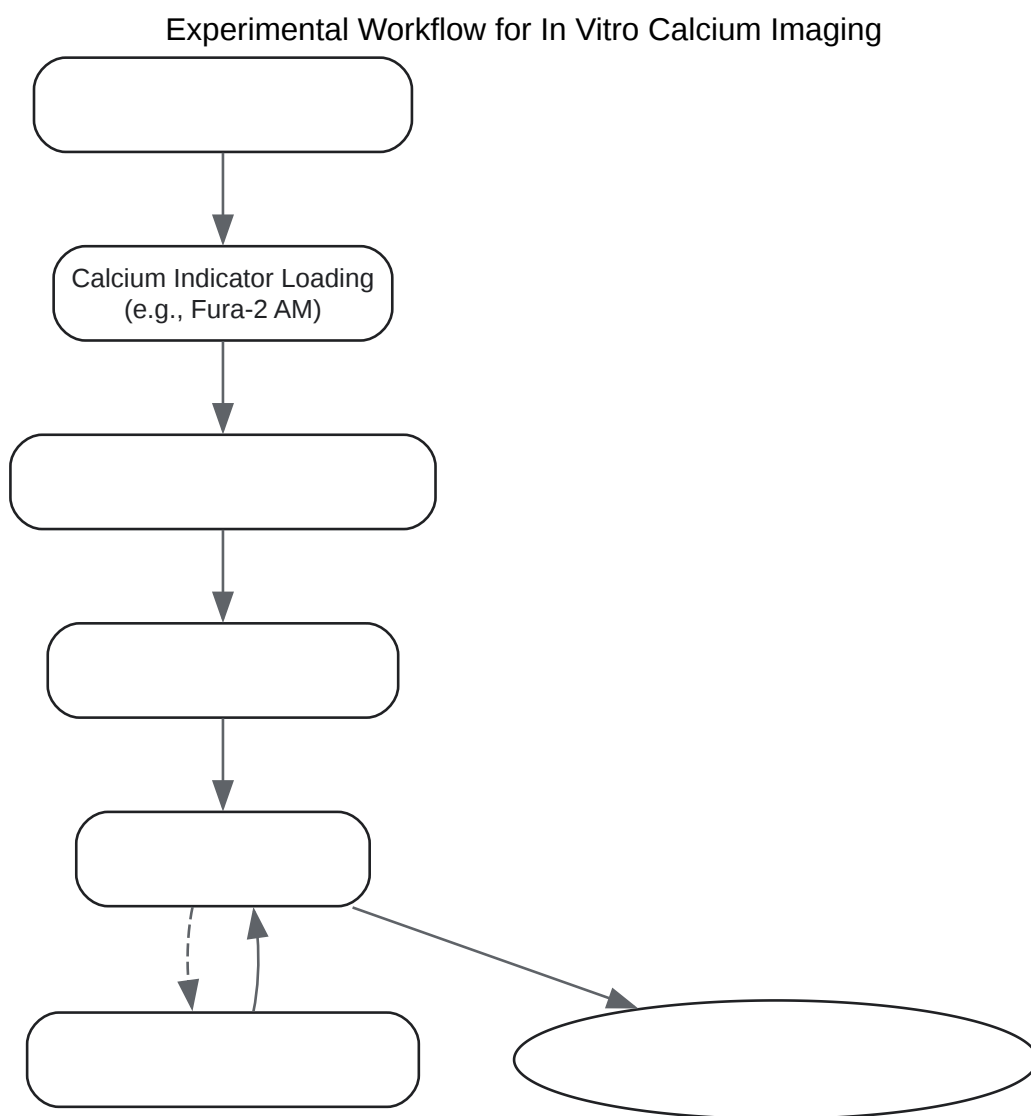 Experimental Workflow for In Vitro Calcium Imaging
Calcium Indicator Loading
(e.g., Fura-2 AM)